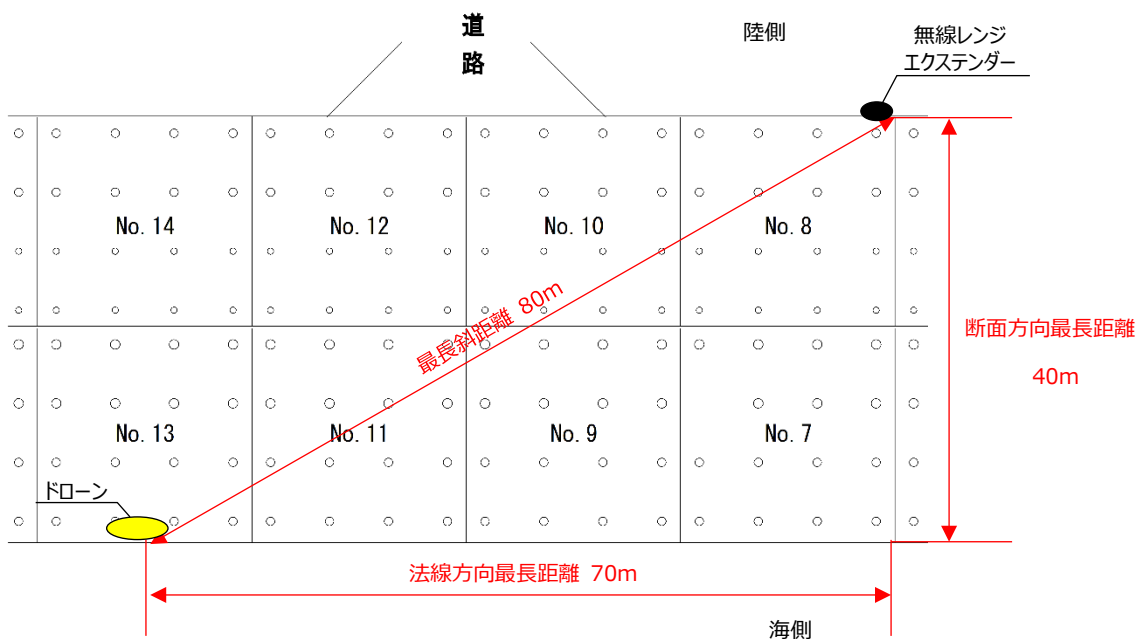 道
路
陸側
無線レンジ
エクステンダー
No. 14
No. 12
No. 10
No. 8
最長斜距離 80m
断面方向最長距離
40m
No. 13
No. 11
No. 9
No. 7
ドローン
法線方向最長距離 70m
海側